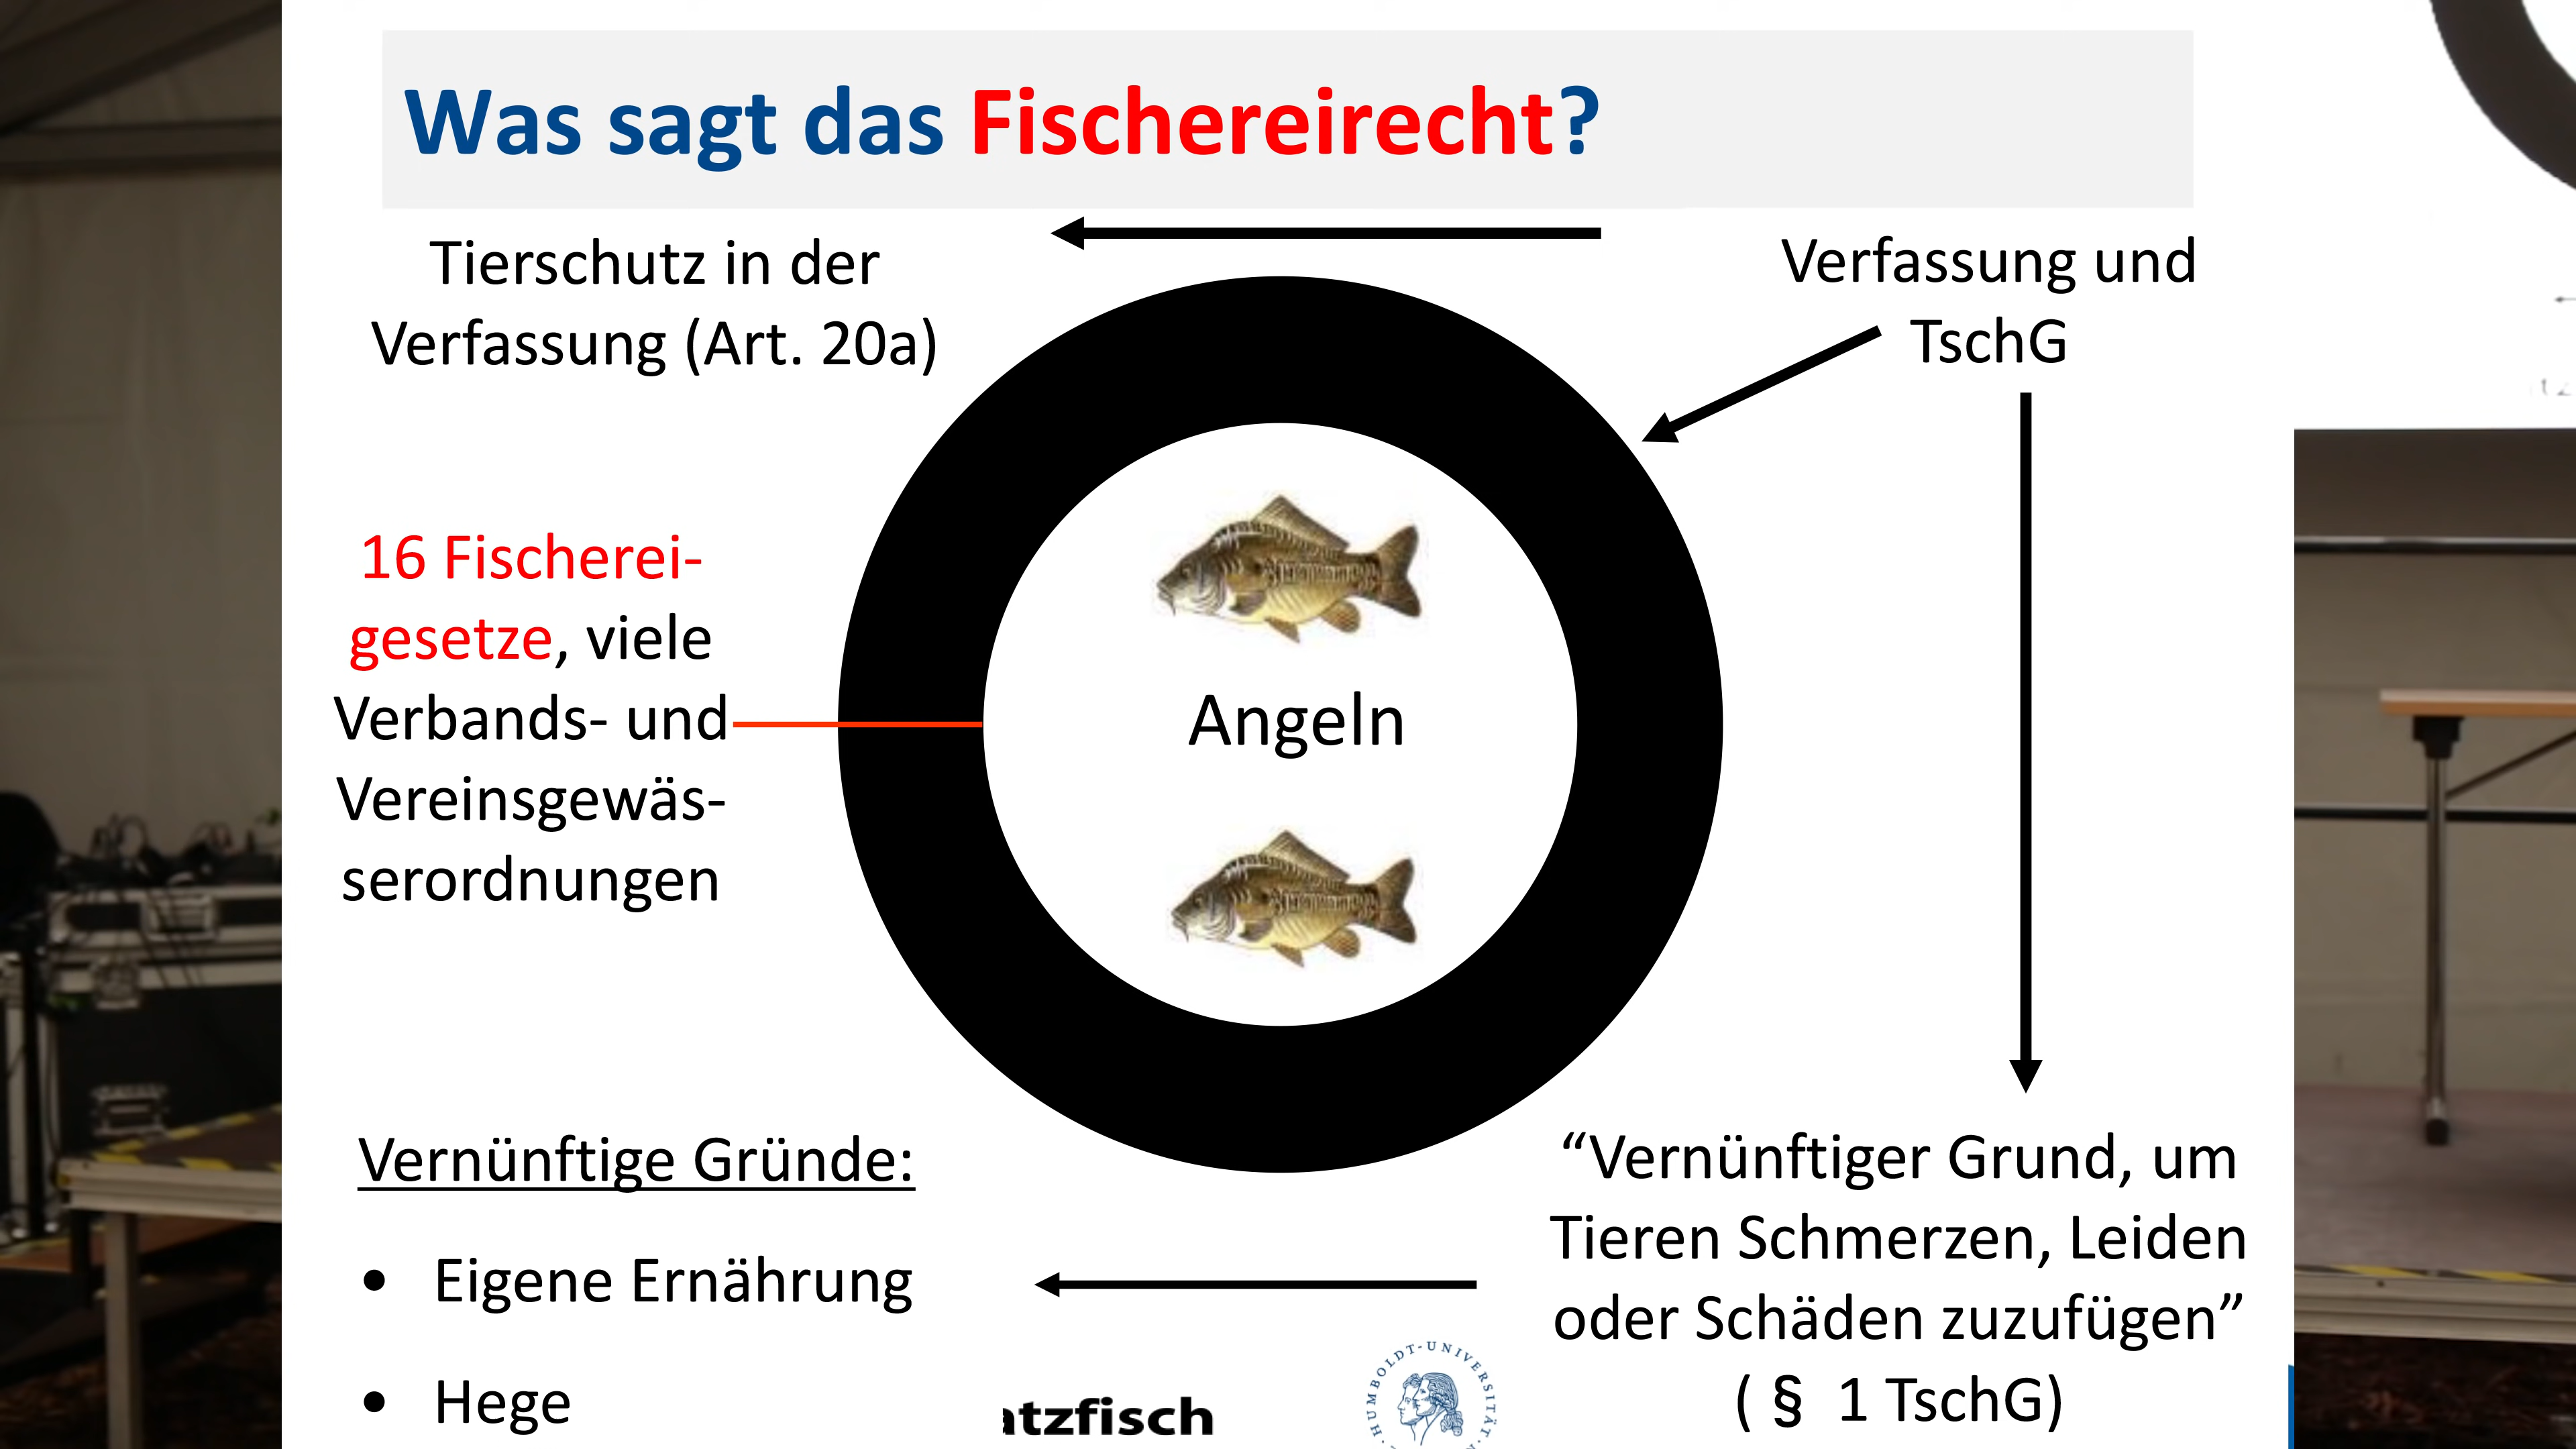 Was sagt das Fischereirecht?
Tierschutz in der
Verfassung (Art. 20a)
Verfassung und
TschG
16 Fischerei-
gesetze, viele
Verbands- und
Vereinsgewäs-
serordnungen
Angeln
Vernünftige Gründe:
• Eigene Ernährung
• Hege
“Vernünftiger Grund, um
Tieren Schmerzen, Leiden
oder Schäden zuzufügen”
( § 1 TschG)
atzfisch
HUMBOLDT-UNIVERSITÄT